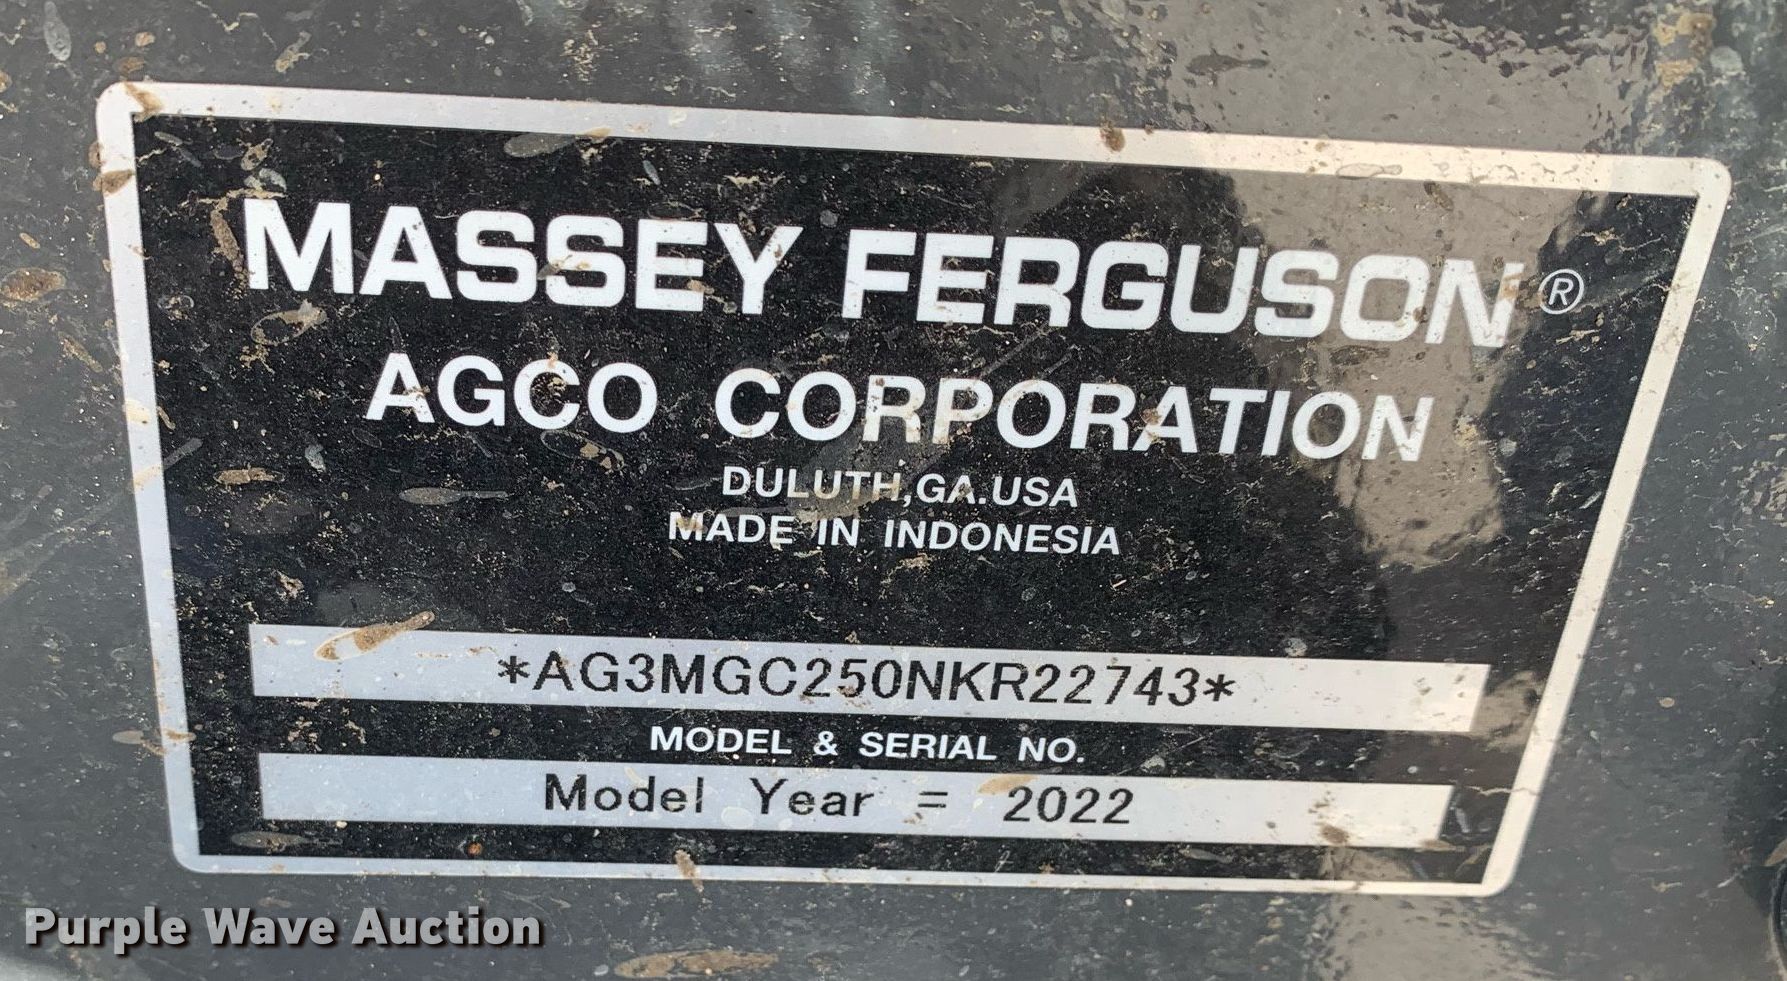 MASSEY FERGUSON®
AGCO CORPORATION
DULUTH,GA.USA
MADE IN INDONESIA
*AG3MGC250NKR22743*
MODEL & SERIAL NO.
Model Year = 2022
Purple Wave Auction